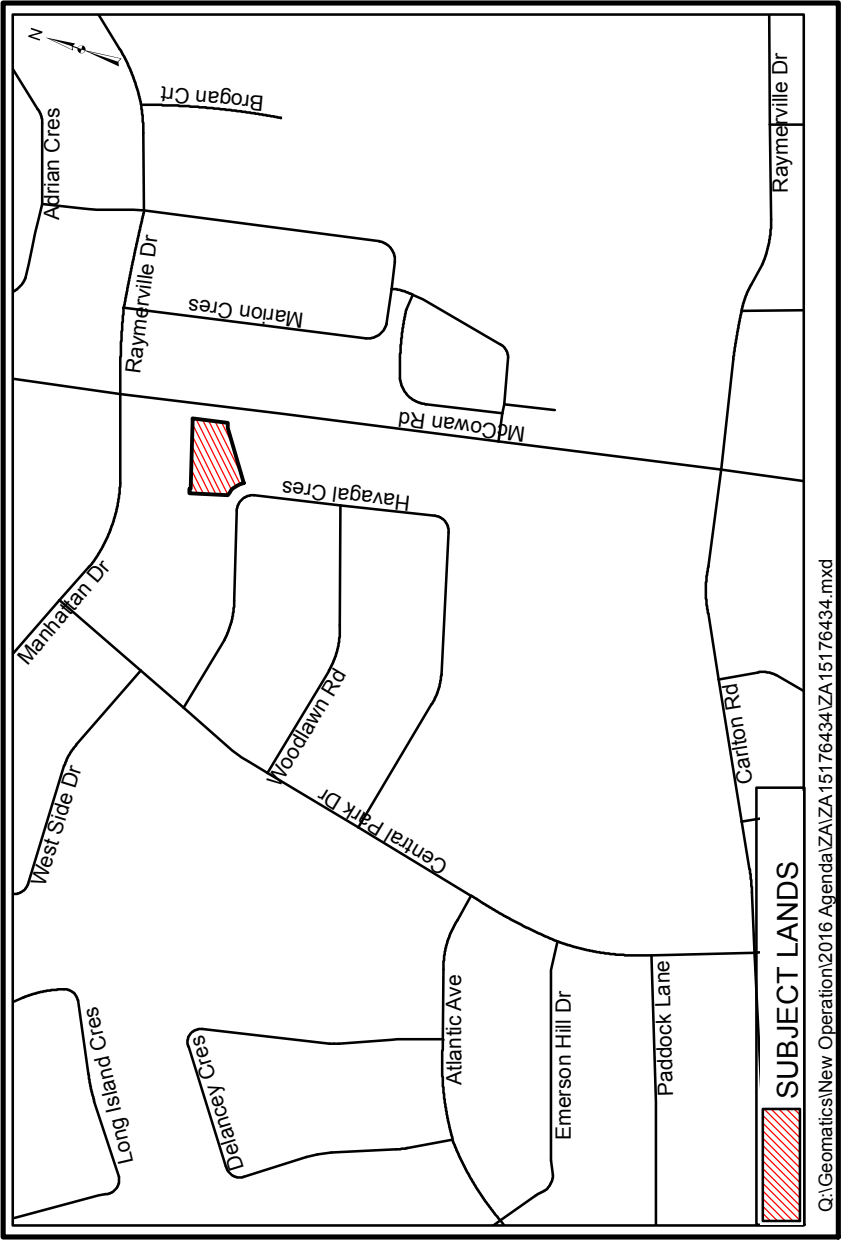 N
Adrian Cres
Brogan Crt
Raymerville Dr
Raymerville Dr
Marion Cres
McCowan Rd
Havagal Cres
Manhattan Dr
Woodlawn Rd
West Side Dr
Central Park Dr
Carlton Rd
Long Island Cres
Delancey Cres
Atlantic Ave
Emerson Hill Dr
Paddock Lane
SUBJECT LANDS
Q:\Geomatics\New Operation\2016 Agenda\ZA\ZA15176434\ZA15176434.mxd